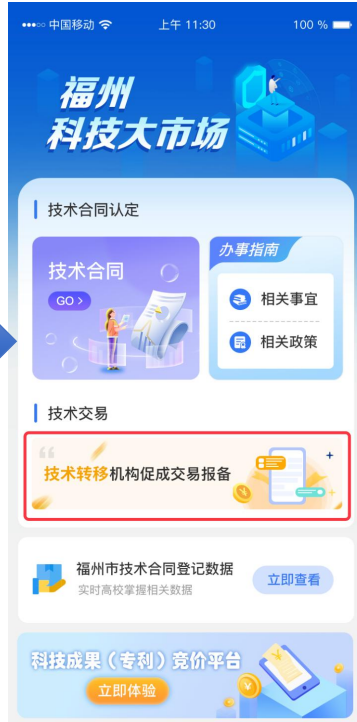 中国移动 上午 11:30 100 %
福州
科技大市场
技术合同认定
技术合同
GO >
办事指南
相关事宜
相关政策
技术交易
技术转移机构促成交易报备
福州市技术合同登记数据
实时高校掌握相关数据
立即查看
科技成果（专利）竞价平台
立即体验